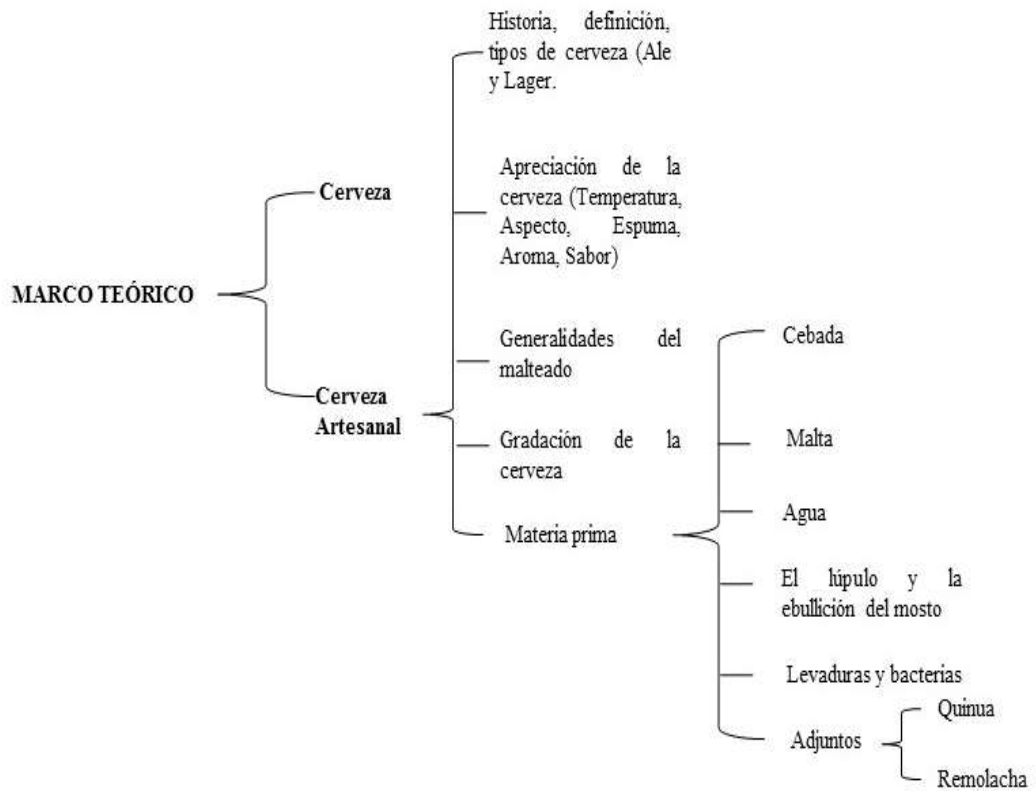 Historia, definición,
tipos de cerveza (Ale
y Lager.
Apreciación de la
cerveza (Temperatura,
Aspecto, Espuma,
Aroma, Sabor)
Cerveza
MARCO TEÓRICO
Generalidades del
malteado
Cerveza
Artesanal
Gradación de la
cerveza
Materia prima
Cebada
Malta
Agua
El lúpulo y la
ebullición del mosto
Levaduras y bacterias
Adjuntos
Quinua
Remolacha